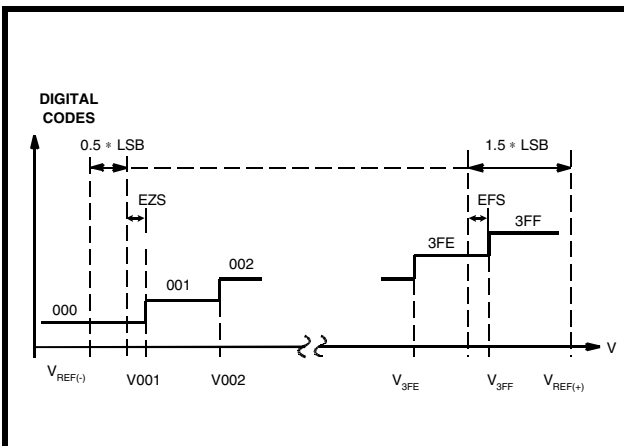 DIGITAL
CODES
0.5 * LSB
1.5 * LSB
EZS
EFS
3FF
3FE
002
001
000
V
VREF(-)
V001
V002
V3FE
V3FF
VREF(+)